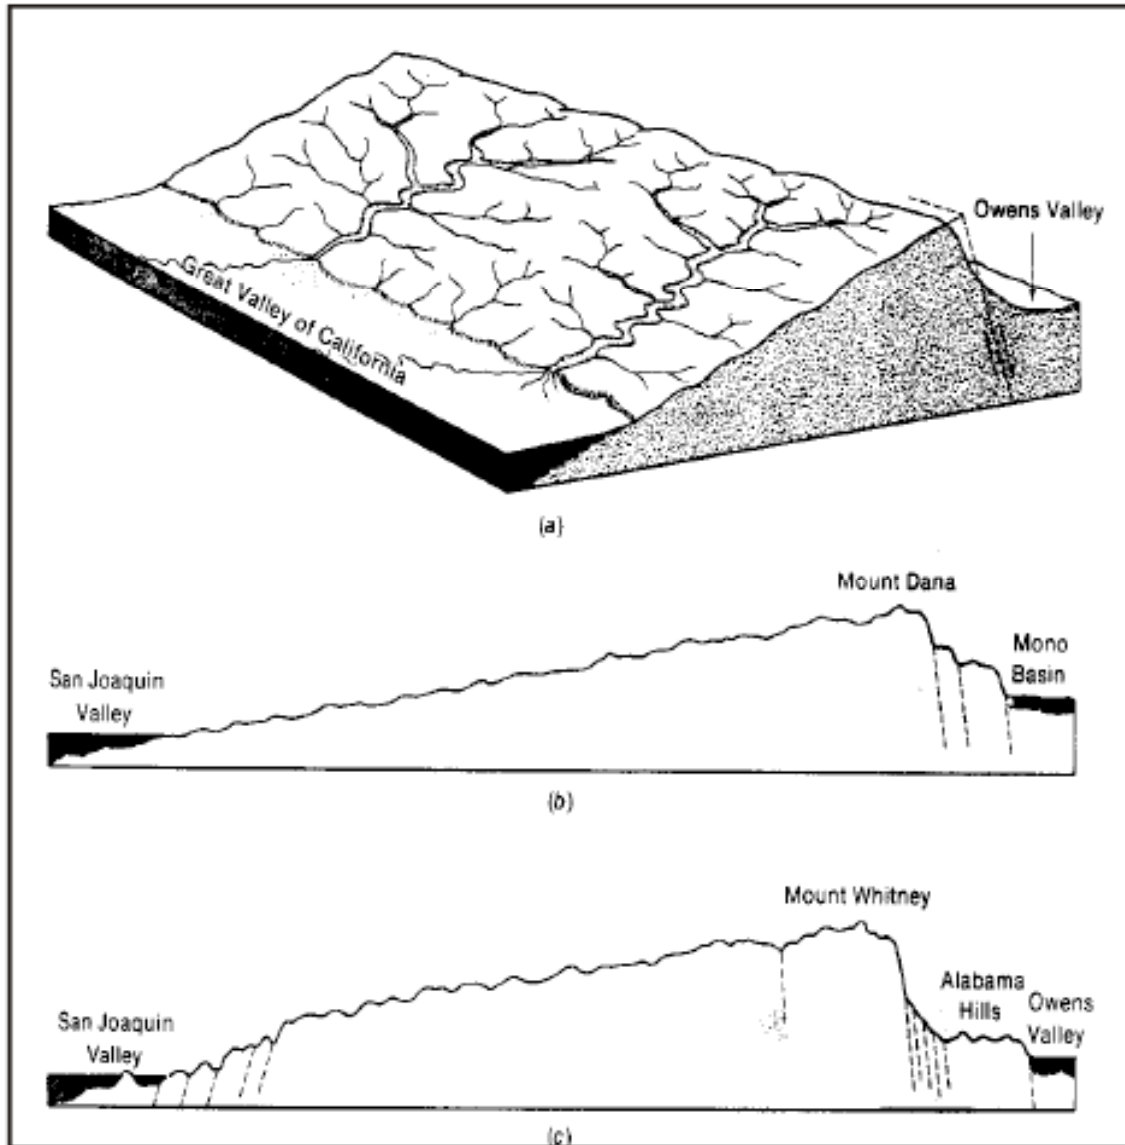 Owens Valley
Great Valley of California
(a)
Mount Dana
Mono
Basin
San Joaquin
Valley
(b)
Mount Whitney
Alabama
Hills
Owens
Valley
San Joaquin
Valley
(c)